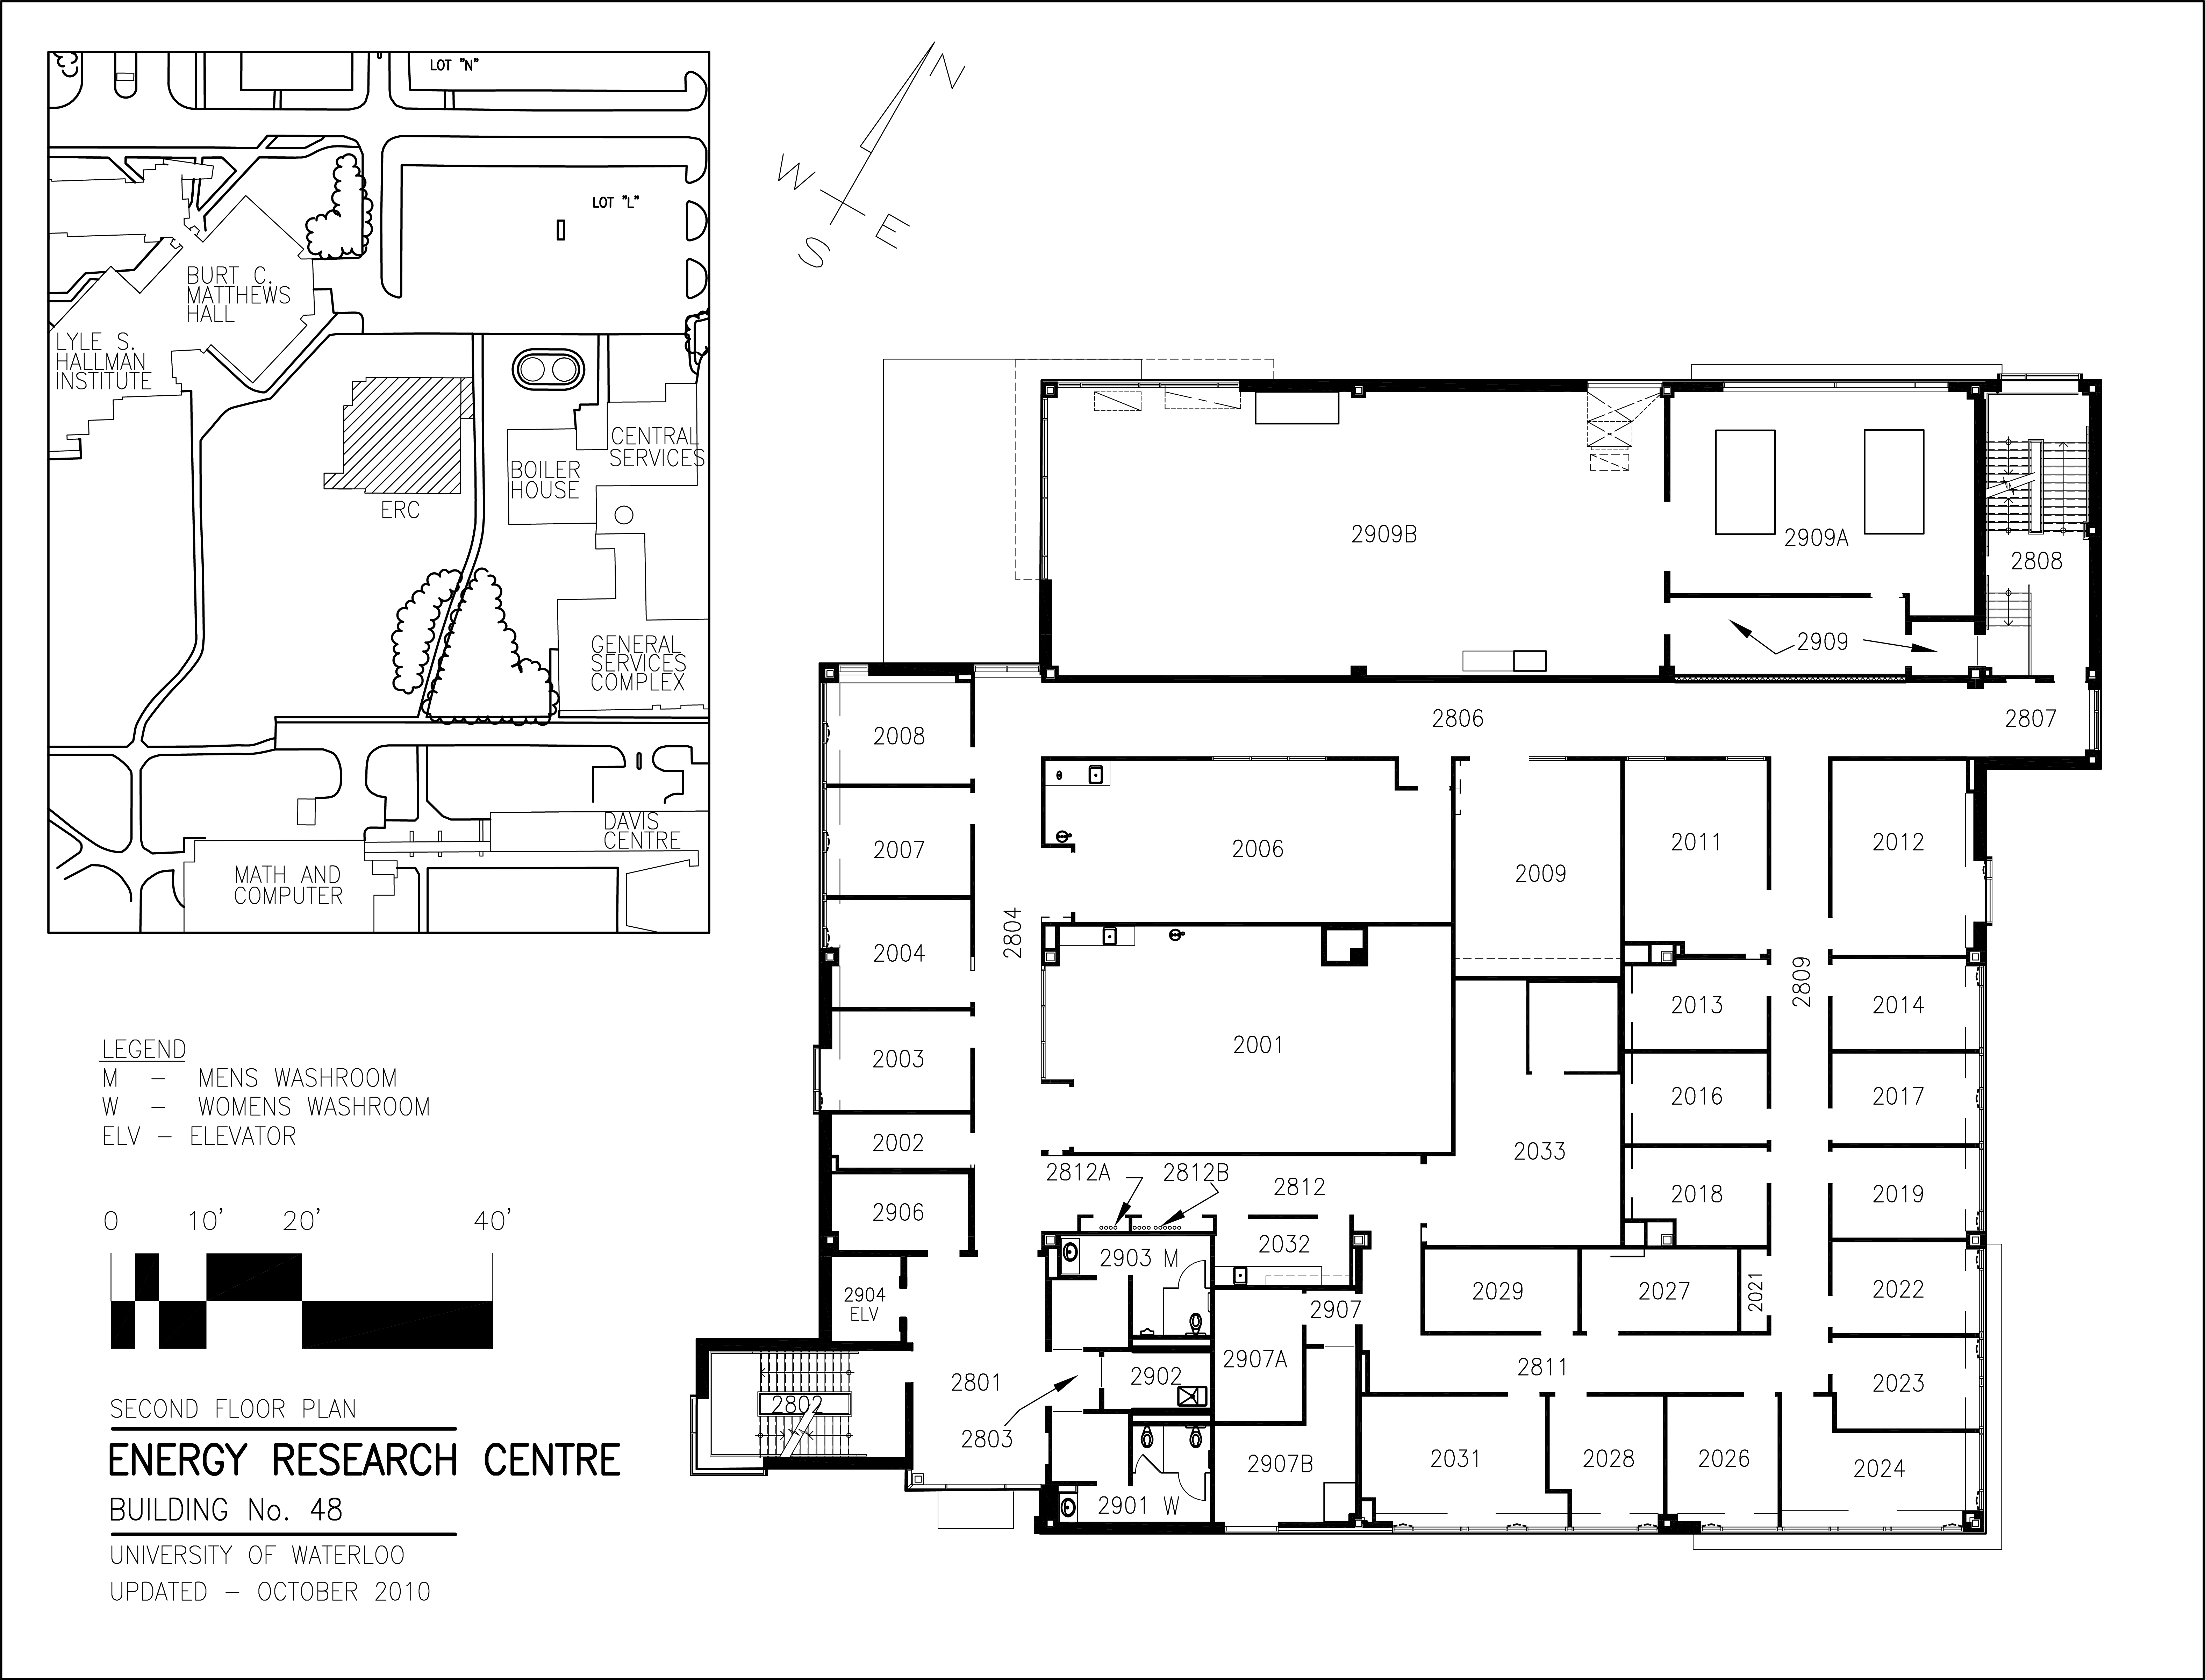 LOT "N"
LOT "L"
BURT C.
MATTHEWS
HALL
LYLE S.
HALLMAN
INSTITUTE
CENTRAL
SERVICES
BOILER
HOUSE
ERC
GENERAL
SERVICES
COMPLEX
DAVIS
CENTRE
MATH AND
COMPUTER
N
W
E
S
LEGEND
M - MENS WASHROOM
W - WOMENS WASHROOM
ELV - ELEVATOR
0 10' 20' 40'
SECOND FLOOR PLAN
ENERGY RESEARCH CENTRE
BUILDING No. 48
UNIVERSITY OF WATERLOO
UPDATED - OCTOBER 2010
2909B
2909A
2808
2909
2806
2807
2008
2007
2006
2009
2011
2012
2004
2804
2809
2003
2001
2013
2014
2016
2017
2002
2033
2812A
2812B
2812
2018
2019
2906
2903 M
2032
2904
ELV
2907
2029
2027
2021
2022
2801
2902
2907A
2811
2023
2802
2803
2907B
2031
2028
2026
2024
2901 W